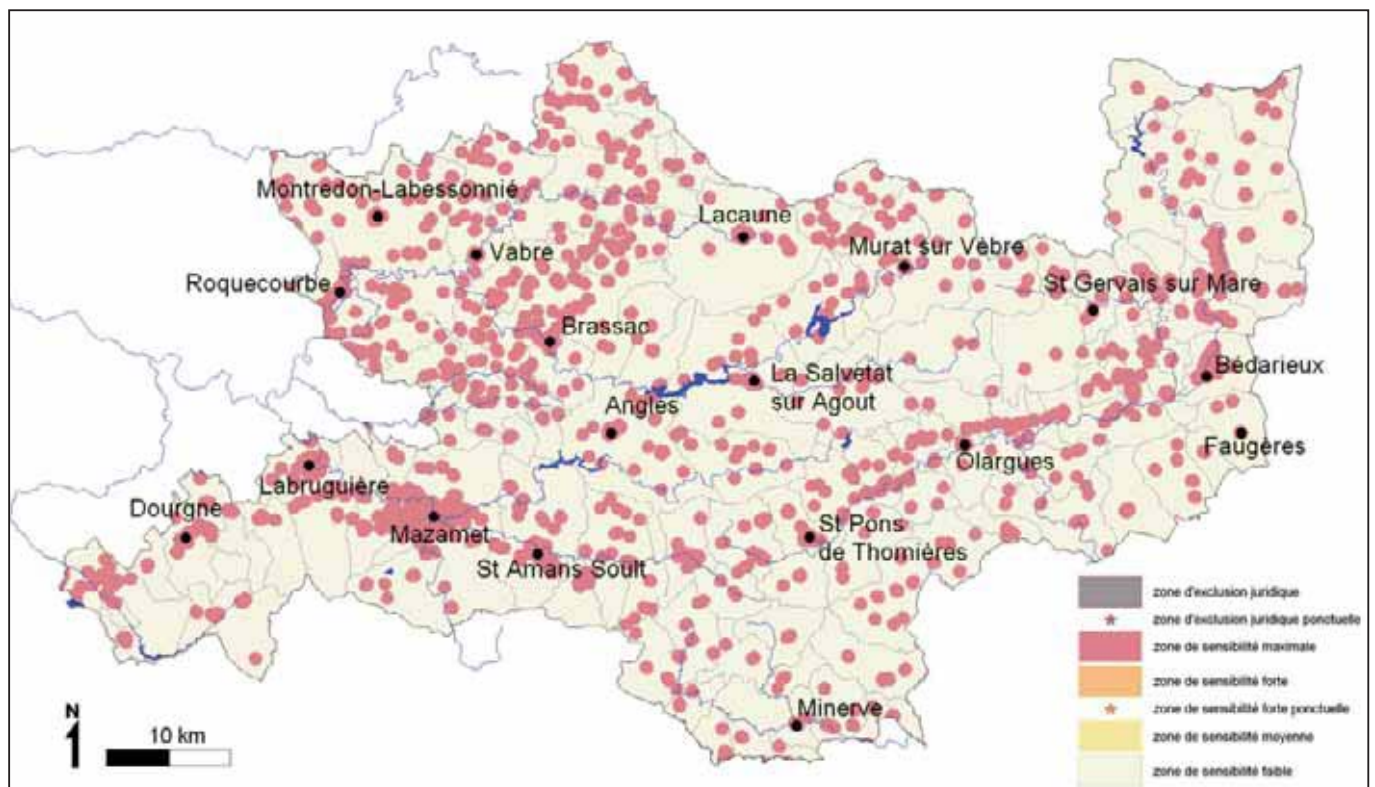 Montredon-Labessonnié
Lacaune
Vabre
Murat sur Vèbre
Roquecourbe
St Gervais sur Mare
Brassac
La Salvetat
sur Agout
Bédarieux
Anglès
Faugères
Olargues
Labruguière
Dourgne
Mazamet
St Pons
de Thomières
St Amans Soult
Minerve
N
10 km
zone d'exclusion juridique
zone d'exclusion juridique ponctuelle
zone de sensibilité maximale
zone de sensibilité forte
zone de sensibilité forte ponctuelle
zone de sensibilité moyenne
zone de sensibilité faible